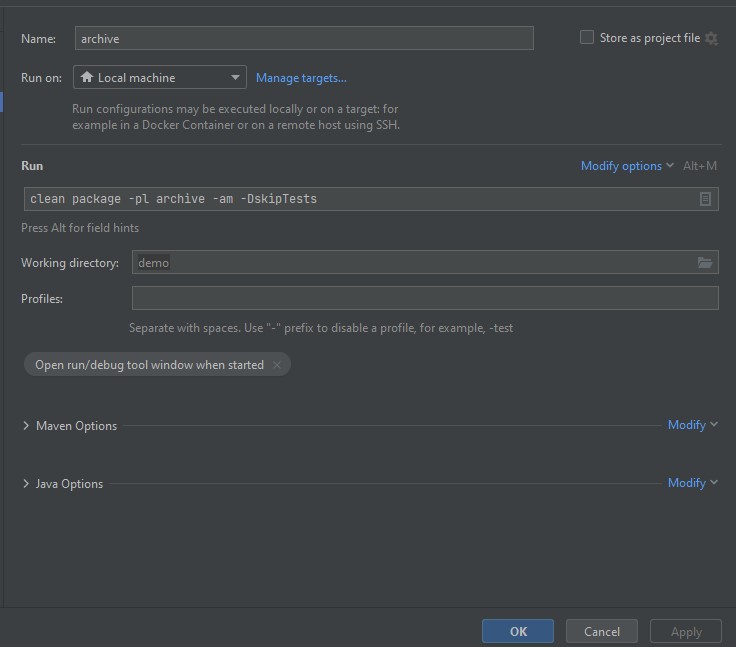 Name: archive Store as project file
Run on: Local machine Manage targets...
Run configurations may be executed locally or on a target: for
example in a Docker Container or on a remote host using SSH.
Run Modify options Alt+M
clean package -pl archive -am -DskipTests
Press Alt for field hints
Working directory: demo
Profiles:
Separate with spaces. Use "-" prefix to disable a profile, for example, -test
Open run/debug tool window when started ×
Maven Options Modify
Java Options Modify
OK Cancel Apply